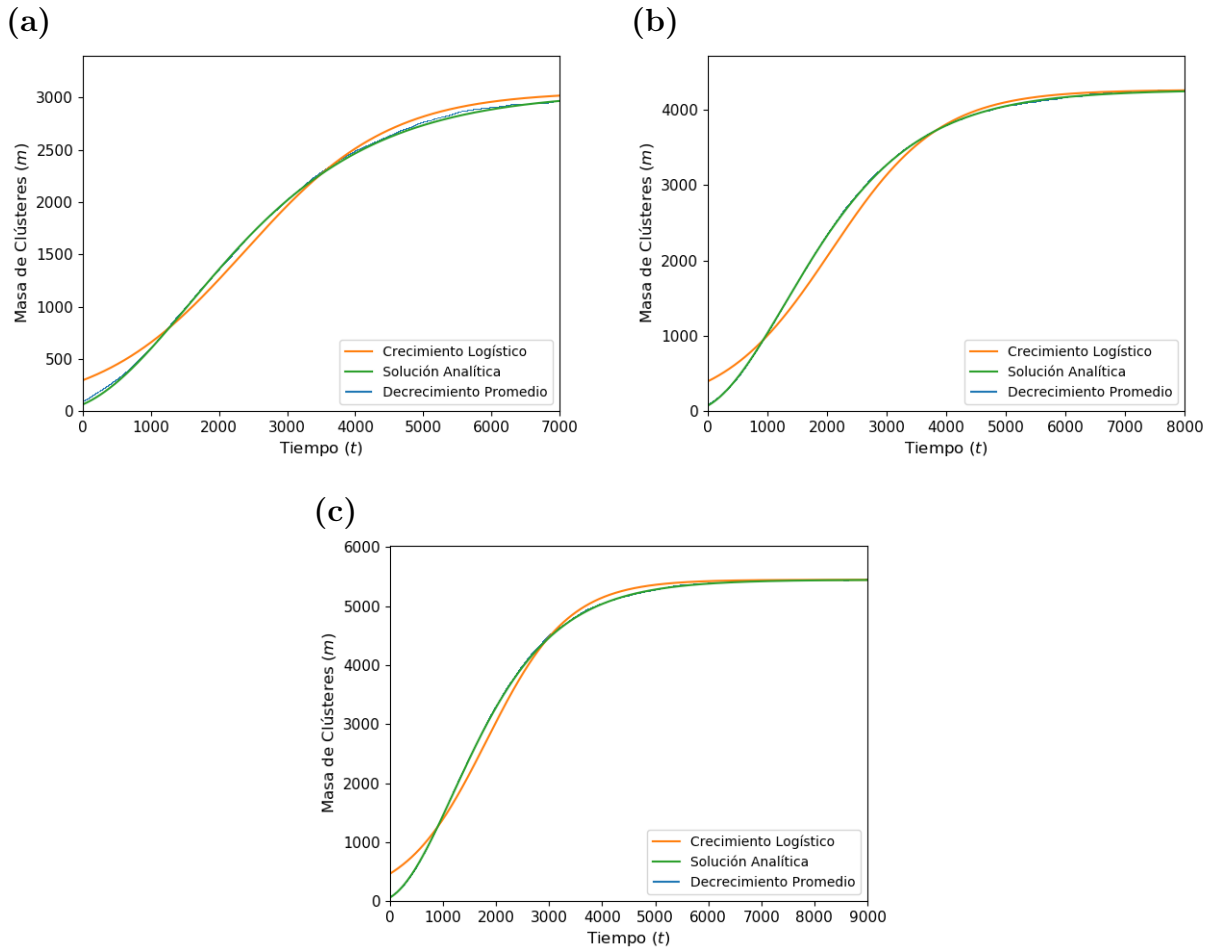 (a)
Masa de Clústeres (m)
3000
2500
2000
1500
1000
500
0
0 1000 2000 3000 4000 5000 6000 7000
Tiempo (t)
Crecimiento Logístico
Solución Analítica
Decrecimiento Promedio
(b)
Masa de Clústeres (m)
4000
3000
2000
1000
0
0 1000 2000 3000 4000 5000 6000 7000 8000
Tiempo (t)
Crecimiento Logístico
Solución Analítica
Decrecimiento Promedio
(c)
Masa de Clústeres (m)
6000
5000
4000
3000
2000
1000
0
0 1000 2000 3000 4000 5000 6000 7000 8000 9000
Tiempo (t)
Crecimiento Logístico
Solución Analítica
Decrecimiento Promedio